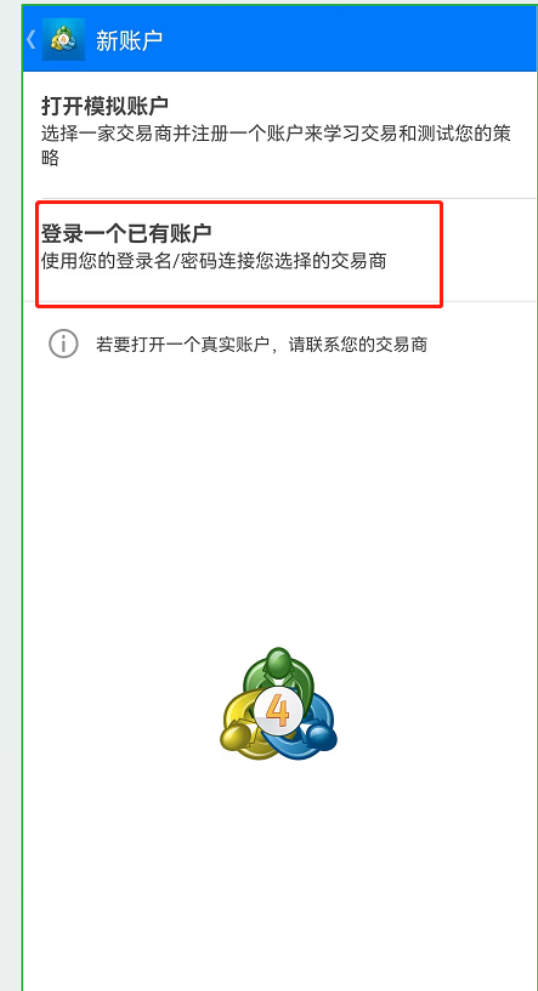 新账户
打开模拟账户
选择一家交易商并注册一个账户来学习交易和测试您的策
略
登录一个已有账户
使用您的登录名/密码连接您选择的交易商
若要打开一个真实账户，请联系您的交易商
4